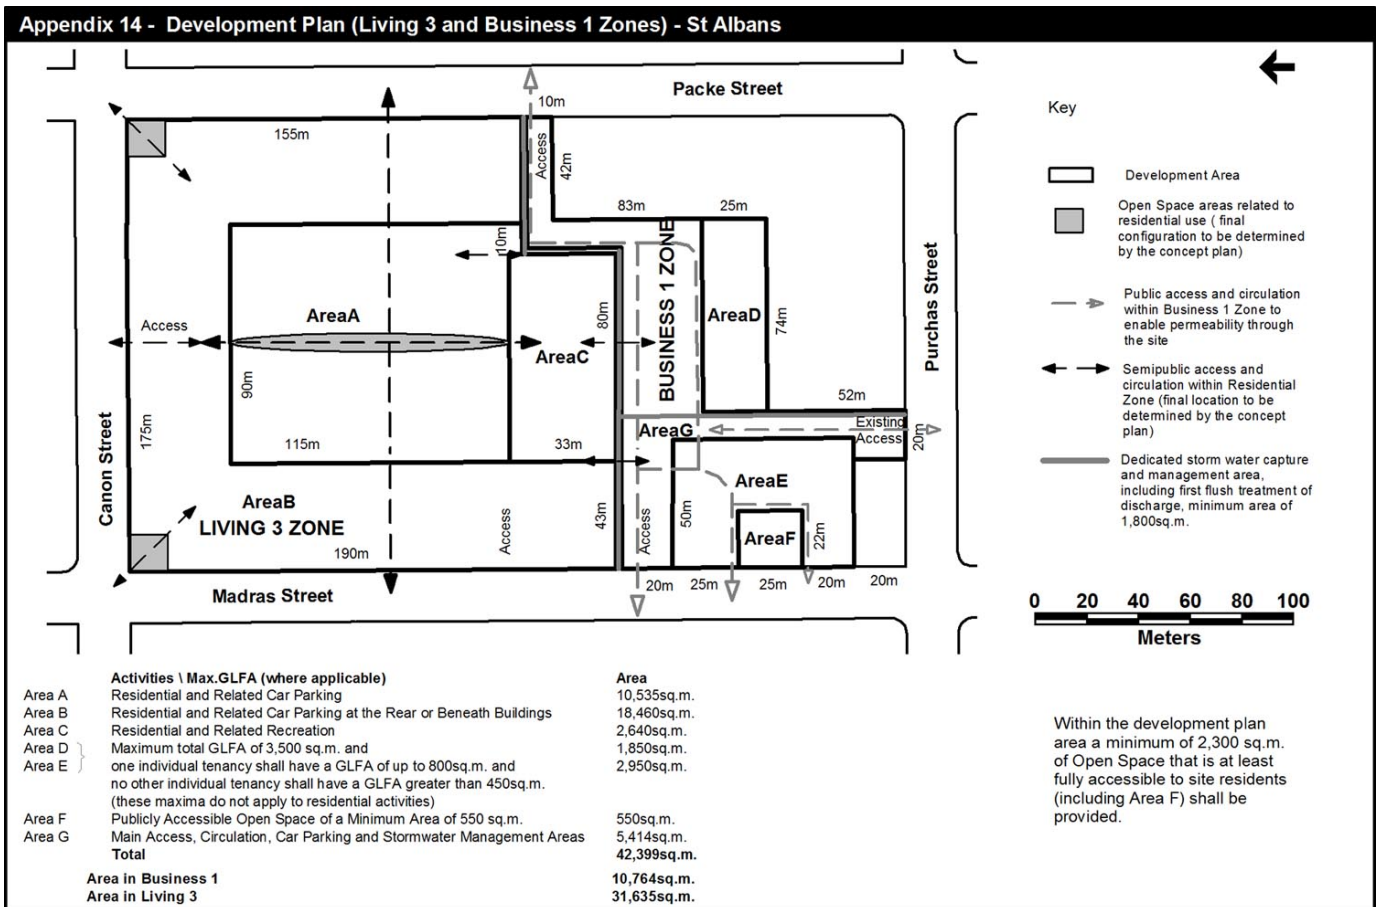 Appendix 14 - Development Plan (Living 3 and Business 1 Zones) - St Albans
Packe Street
10m
155m
Access
42m
83m
25m
10m
BUSINESS 1 ZONE
AreaA
Access
80m
AreaD
74m
AreaC
90m
52m
Purchas Street
Canon Street
175m
115m
33m
AreaG
Existing
Access
20m
AreaE
AreaB
LIVING 3 ZONE
Access
43m
Access
50m
AreaF
22m
190m
20m
25m
25m
20m
20m
Madras Street
Key
Development Area
Open Space areas related to
residential use ( final
configuration to be determined
by the concept plan)
Public access and circulation
within Business 1 Zone to
enable permeability through
the site
Semipublic access and
circulation within Residential
Zone (final location to be
determined by the concept
plan)
Dedicated storm water capture
and management area,
including first flush treatment of
discharge, minimum area of
1,800sq.m.
0 20 40 60 80 100
Meters
Within the development plan
area a minimum of 2,300 sq.m.
of Open Space that is at least
fully accessible to site residents
(including Area F) shall be
provided.
Activities \ Max.GLFA (where applicable) Area
Area A Residential and Related Car Parking 10,535sq.m.
Area B Residential and Related Car Parking at the Rear or Beneath Buildings 18,460sq.m.
Area C Residential and Related Recreation 2,640sq.m.
Area D Maximum total GLFA of 3,500 sq.m. and 1,850sq.m.
Area E one individual tenancy shall have a GLFA of up to 800sq.m. and 2,950sq.m.
no other individual tenancy shall have a GLFA greater than 450sq.m.
(these maxima do not apply to residential activities)
Area F Publicly Accessible Open Space of a Minimum Area of 550 sq.m. 550sq.m.
Area G Main Access, Circulation, Car Parking and Stormwater Management Areas 5,414sq.m.
Total 42,399sq.m.
Area in Business 1 10,764sq.m.
Area in Living 3 31,635sq.m.